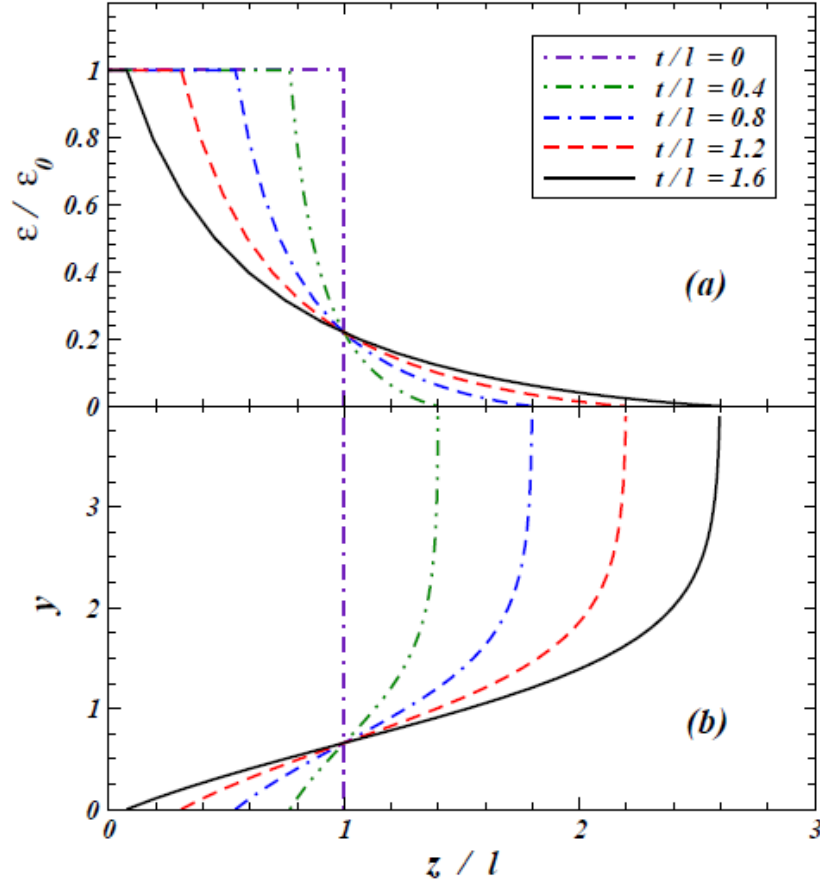 t / l = 0
t / l = 0.4
t / l = 0.8
t / l = 1.2
t / l = 1.6
1
0.8
0.6
0.4
0.2
0
ε / ε₀
(a)
3
2
1
0
y
(b)
0 1 2 3
z / l